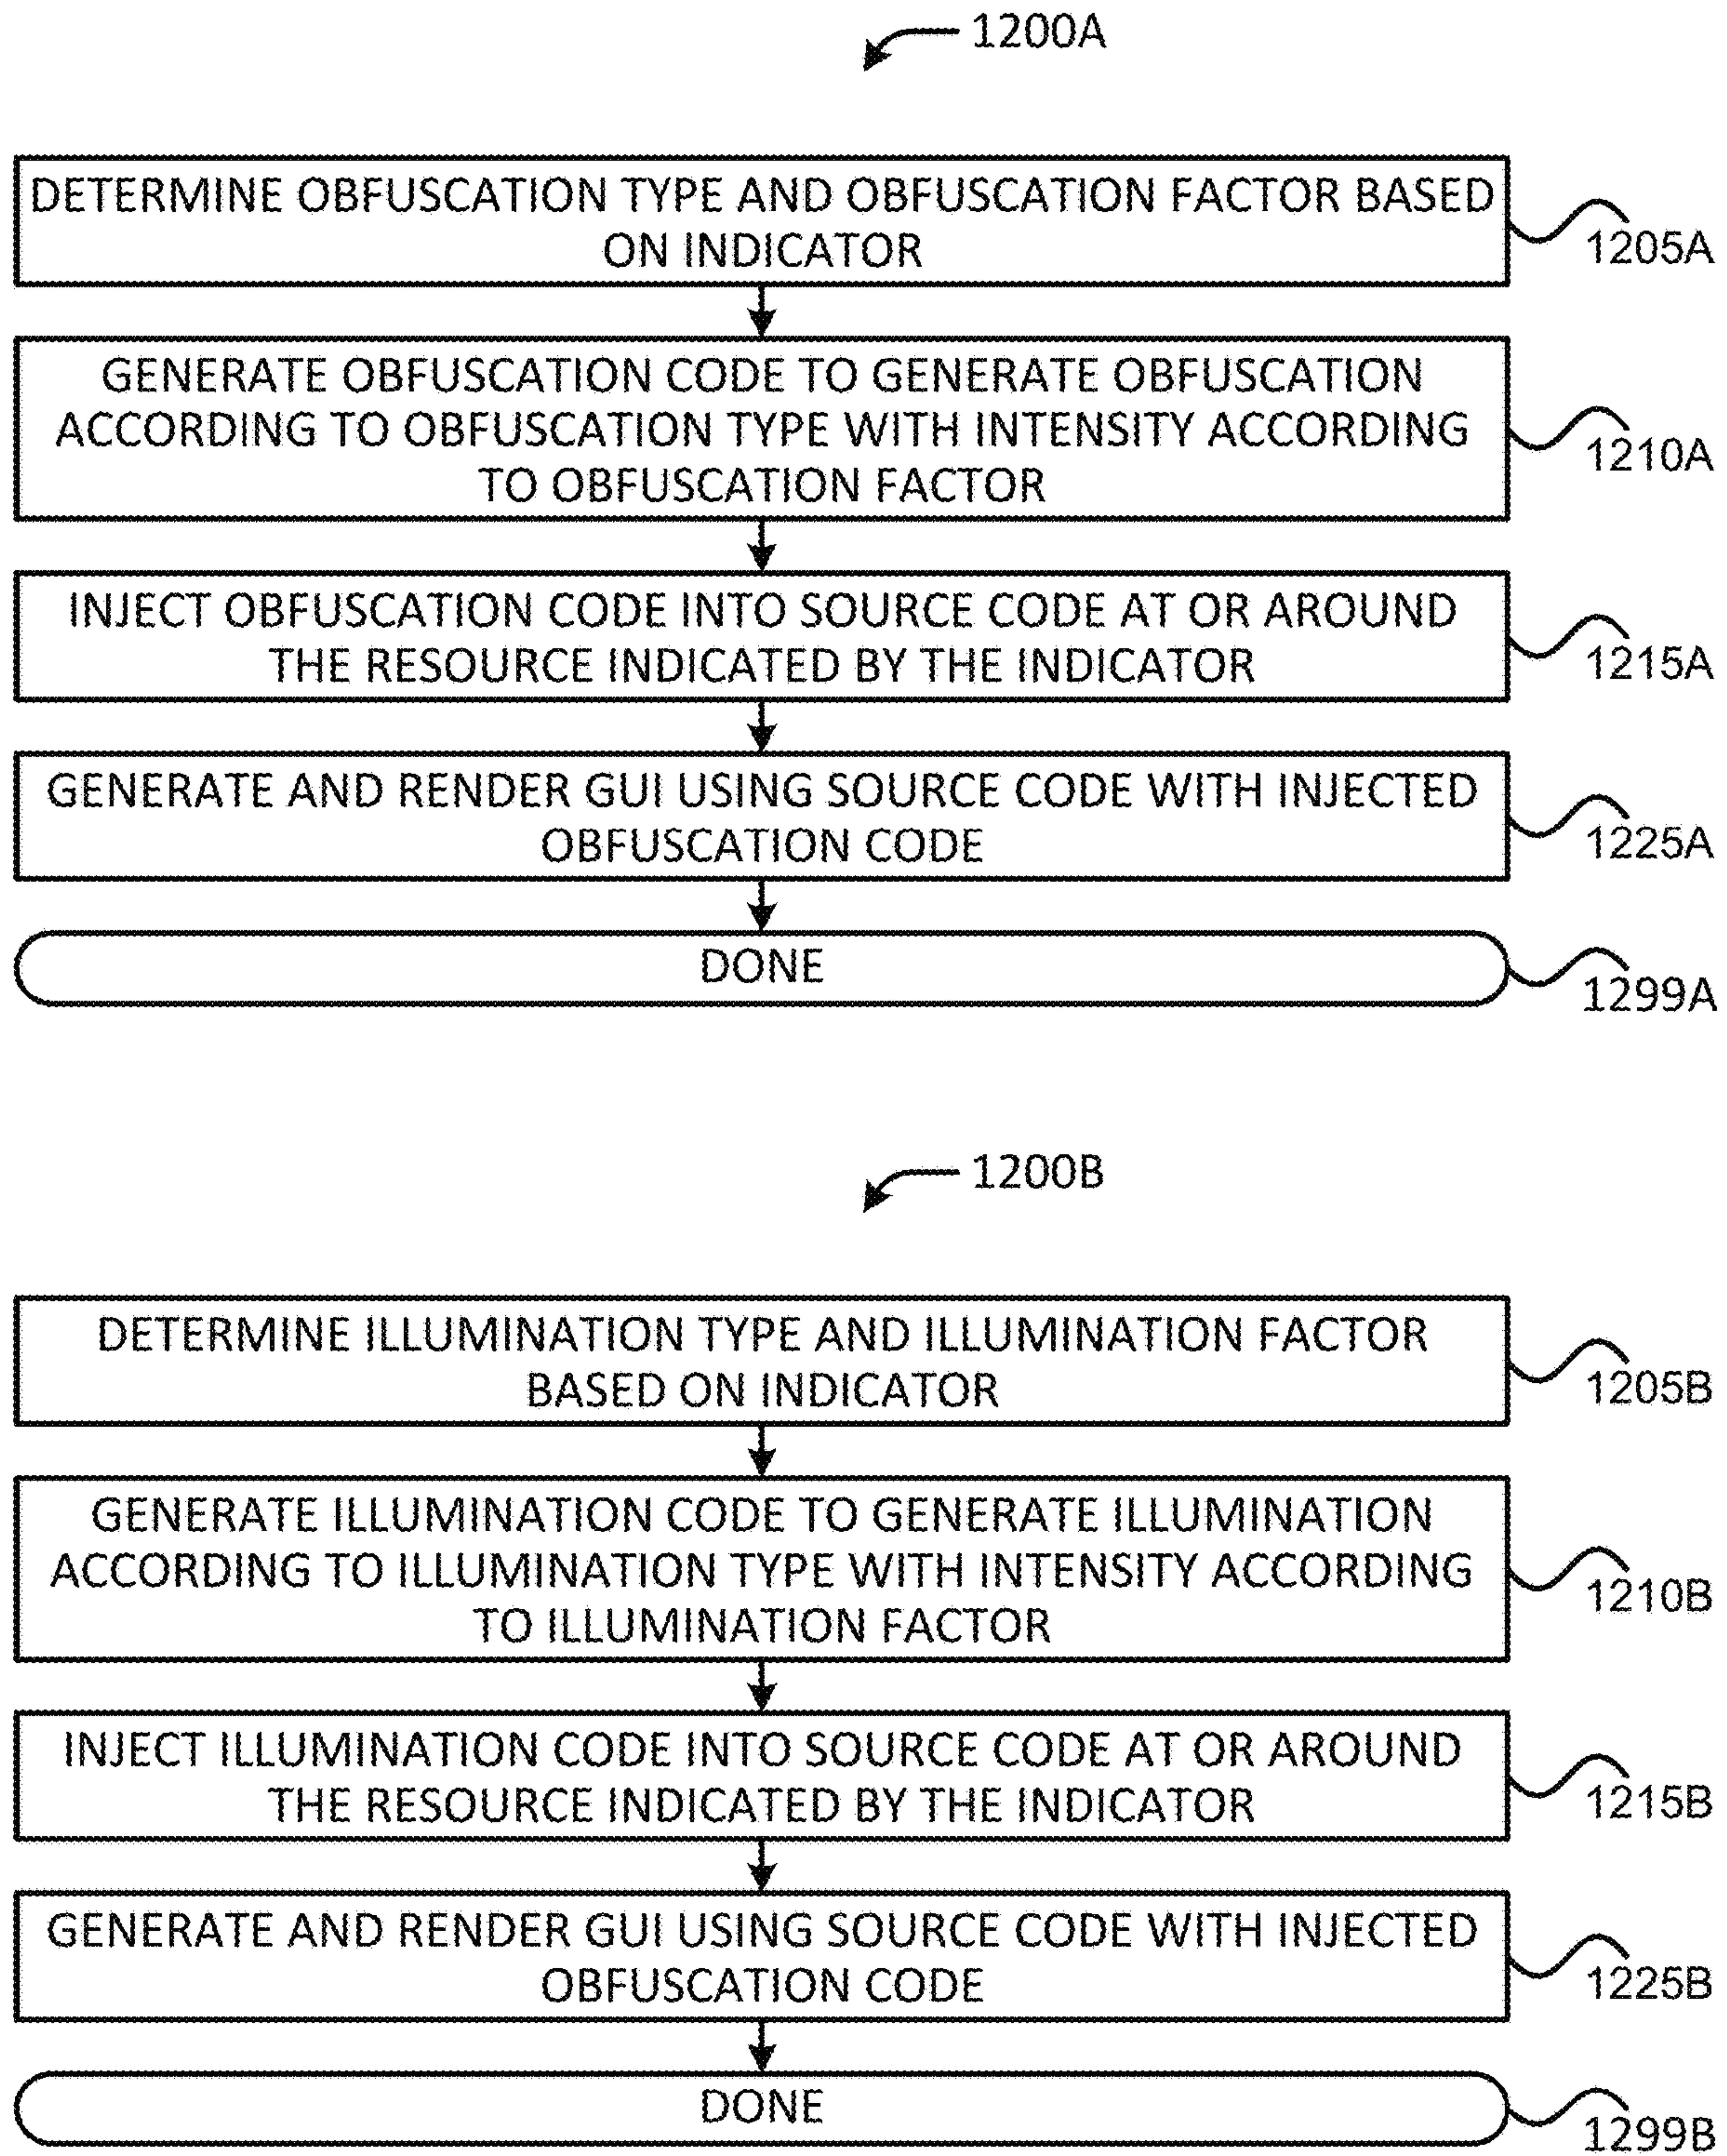 1200A
DETERMINE OBFUSCATION TYPE AND OBFUSCATION FACTOR BASED
ON INDICATOR
1205A
GENERATE OBFUSCATION CODE TO GENERATE OBFUSCATION
ACCORDING TO OBFUSCATION TYPE WITH INTENSITY ACCORDING
TO OBFUSCATION FACTOR
1210A
INJECT OBFUSCATION CODE INTO SOURCE CODE AT OR AROUND
THE RESOURCE INDICATED BY THE INDICATOR
1215A
GENERATE AND RENDER GUI USING SOURCE CODE WITH INJECTED
OBFUSCATION CODE
1225A
DONE
1299A
1200B
DETERMINE ILLUMINATION TYPE AND ILLUMINATION FACTOR
BASED ON INDICATOR
1205B
GENERATE ILLUMINATION CODE TO GENERATE ILLUMINATION
ACCORDING TO ILLUMINATION TYPE WITH INTENSITY ACCORDING
TO ILLUMINATION FACTOR
1210B
INJECT ILLUMINATION CODE INTO SOURCE CODE AT OR AROUND
THE RESOURCE INDICATED BY THE INDICATOR
1215B
GENERATE AND RENDER GUI USING SOURCE CODE WITH INJECTED
OBFUSCATION CODE
1225B
DONE
1299B